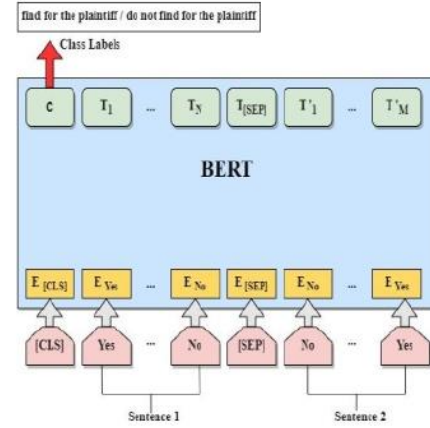 find for the plaintiff / do not find for the plaintiff
Class Labels
C T1 ... TN T[SEP] T'1 ... T'M
BERT
E[CLS] EYes ... ENo E[SEP] ENo ... EYes
[CLS] Yes ... No [SEP] No ... Yes
Sentence 1 Sentence 2